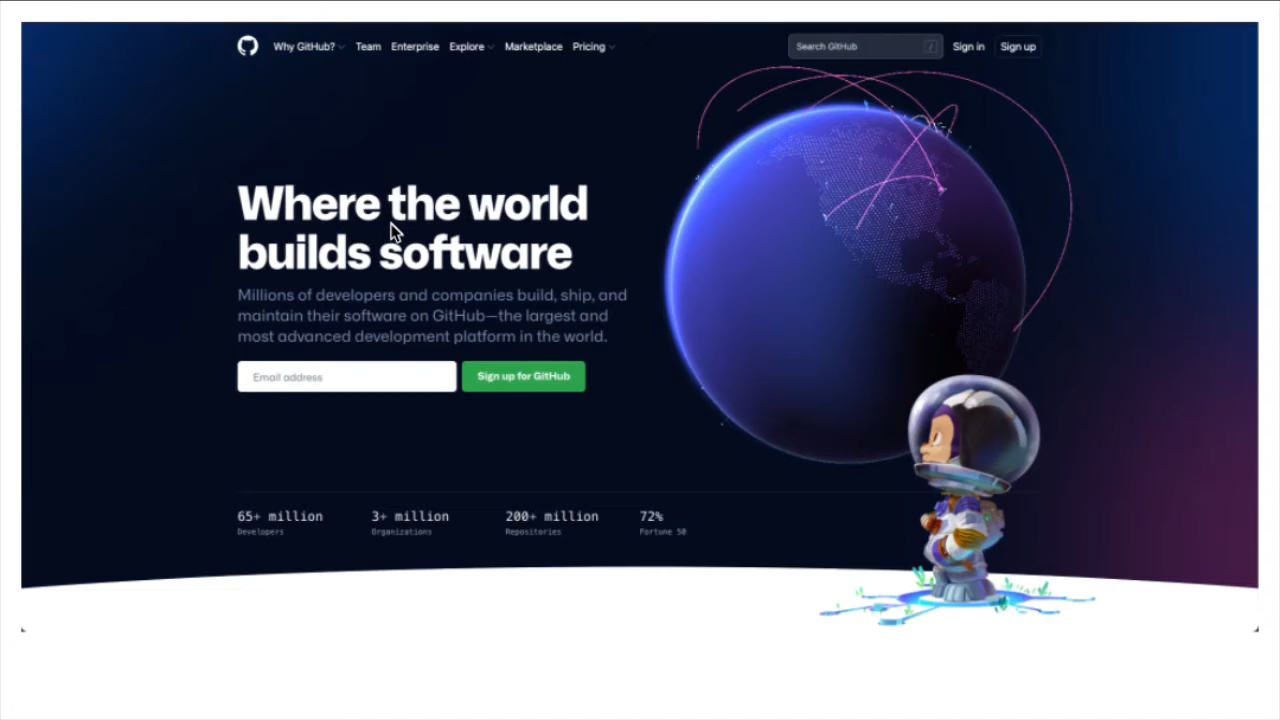 Why GitHub? Team Enterprise Explore Marketplace Pricing
Search GitHub / Sign in Sign up
Where the world
builds software
Millions of developers and companies build, ship, and
maintain their software on GitHub—the largest and
most advanced development platform in the world.
Email address Sign up for GitHub
65+ million 3+ million 200+ million 72%
Developers Organizations Repositories Fortune 50